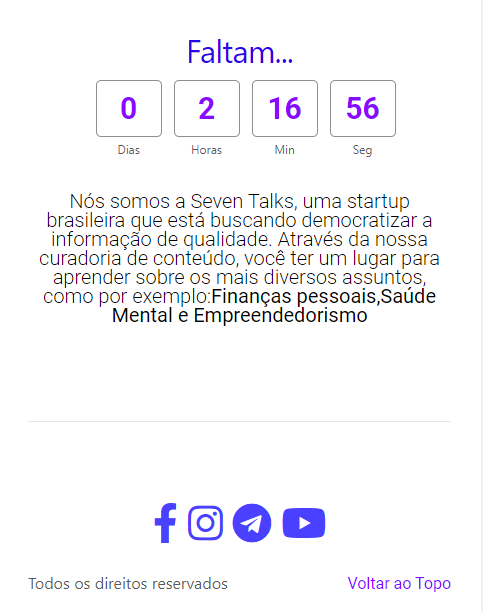 Faltam...
0 2 16 56
Dias Horas Min Seg
Nós somos a Seven Talks, uma startup
brasileira que está buscando democratizar a
informação de qualidade. Através da nossa
curadoria de conteúdo, você ter um lugar para
aprender sobre os mais diversos assuntos,
como por exemplo:Finanças pessoais,Saúde
Mental e Empreendedorismo
Todos os direitos reservados Voltar ao Topo